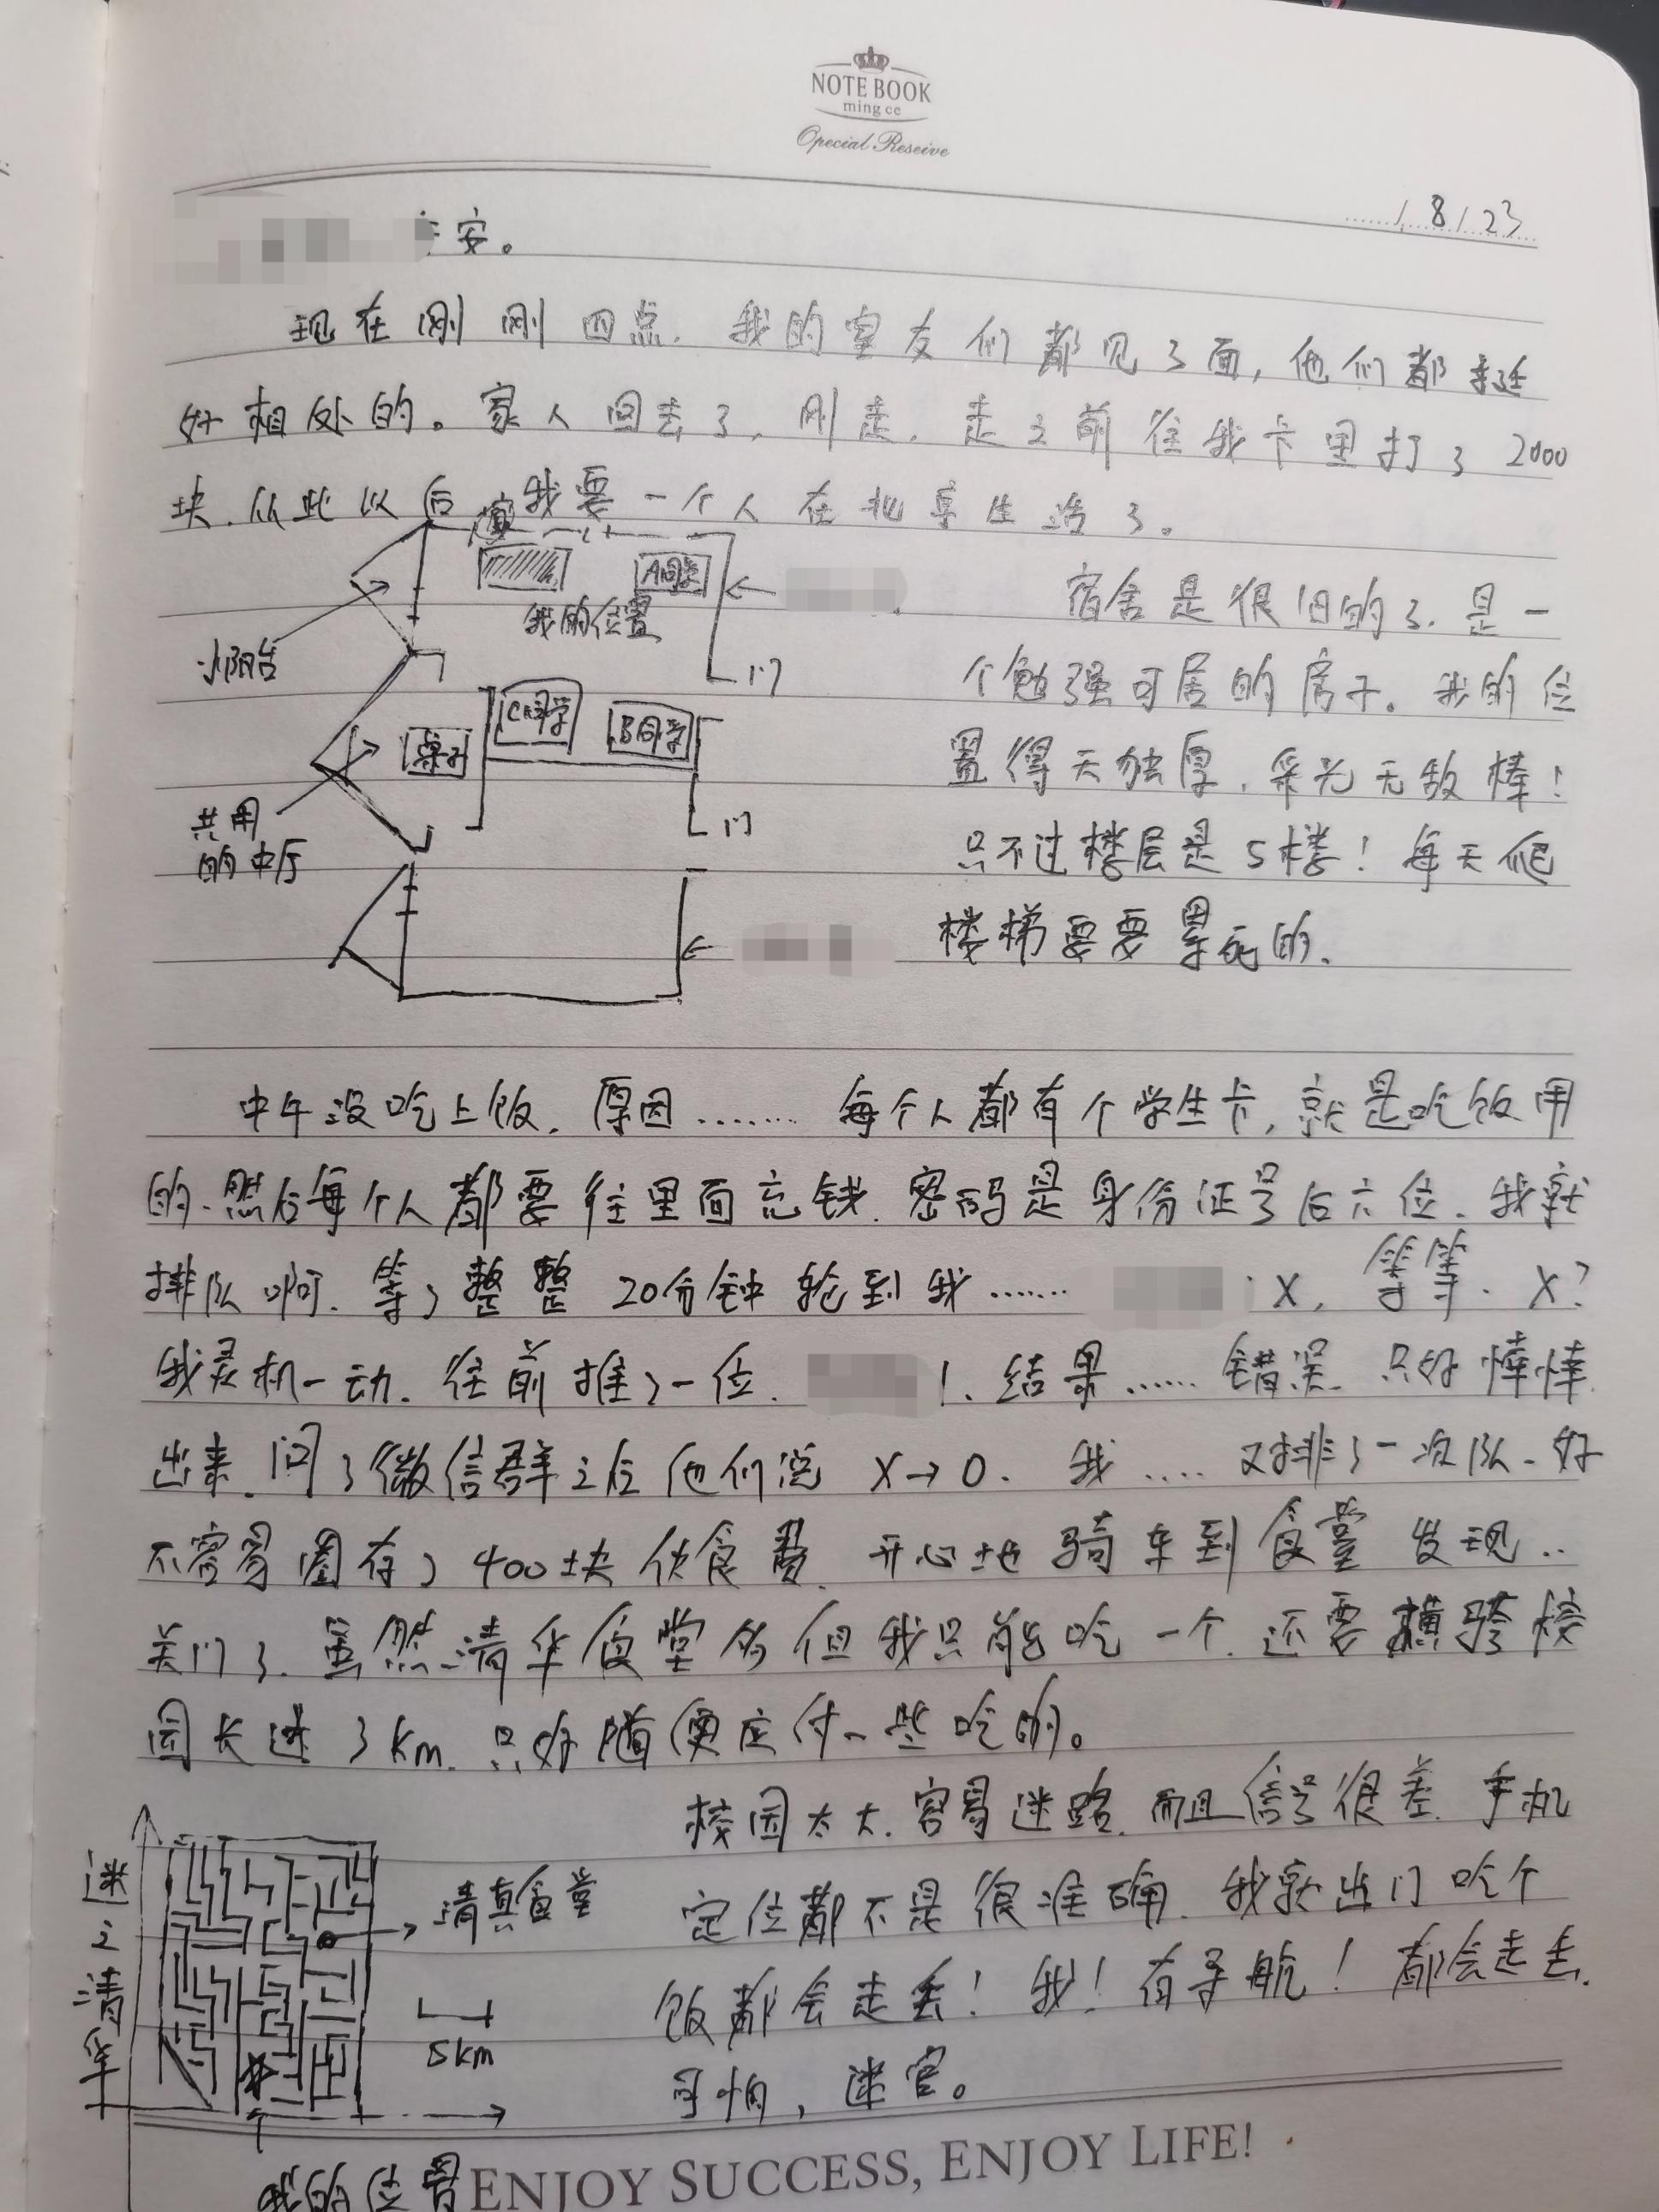 NOTE BOOK
ming ce
Special Reseive
1 8 / 23
安。
现在刚刚四点.我的室友们都见了面,他们都挺
好相处的。家人回去了.刚走.走之前往我卡里打了2000
块.从此以后 我要一个人在北京生活了。
窗
A同学
我的位置
小阳台
门
C同学
B同学
桌子
共用
的中厅
门
宿舍是很旧的了.是一
个勉强可居的房子。我的位
置得天独厚.采光无敌棒!
只不过楼层是5楼!每天爬
楼梯要要累死的.
中午没吃上饭.原因……每个人都有个学生卡,就是吃饭用
的.然后每个人都要往里面充钱.密码是身份证号后六位.我就
排队啊.等了整整20分钟轮到我…… X.等等.X?
我灵机一动.往前推了一位. 1.结果……错误.只好悻悻
出来.问了微信群之后他们说X→0.我....又排了一次队.好
不容易圈存了400块伙食费.开心地骑车到食堂发现..
关门了.虽然清华食堂多但我只能吃一个.还要横跨校
园长达3km.只好随便应付一些吃的。
校园太大.容易迷路.而且信号很差.手机
定位都不是很准确.我就出门吃个
饭都会走丢!我!有导航!都会走丢.
可怕,迷宫。
迷之清华
清真食堂
5km
我的位置
ENJOY SUCCESS, ENJOY LIFE!